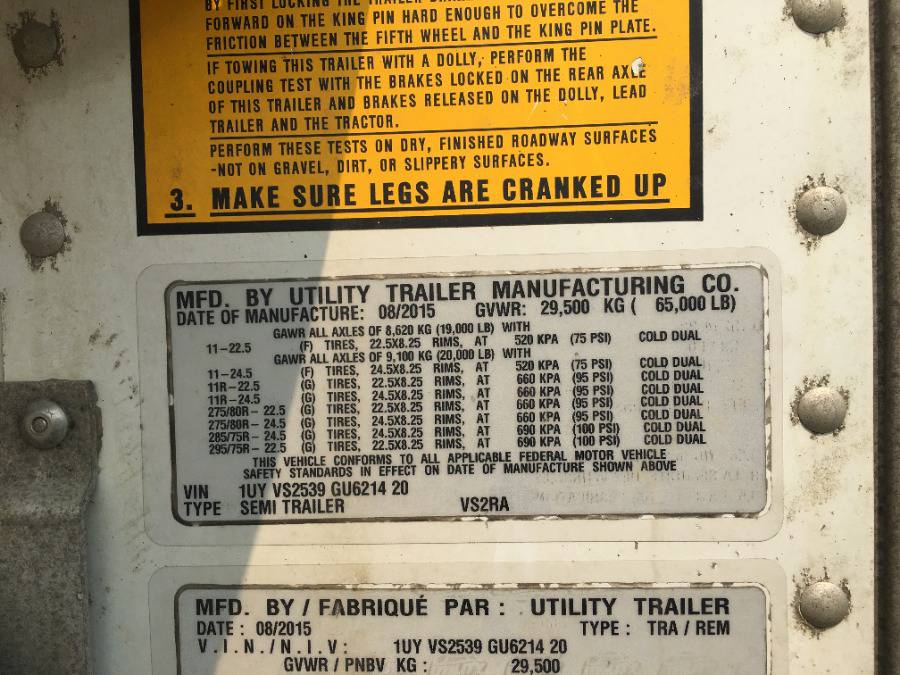 BY FIRST LOCKING THE TRAILER
FORWARD ON THE KING PIN HARD ENOUGH TO OVERCOME THE
FRICTION BETWEEN THE FIFTH WHEEL AND THE KING PIN PLATE.
IF TOWING THIS TRAILER WITH A DOLLY, PERFORM THE
COUPLING TEST WITH THE BRAKES LOCKED ON THE REAR AXLE
OF THIS TRAILER AND BRAKES RELEASED ON THE DOLLY, LEAD
TRAILER AND THE TRACTOR.
PERFORM THESE TESTS ON DRY, FINISHED ROADWAY SURFACES
-NOT ON GRAVEL, DIRT, OR SLIPPERY SURFACES.
3. MAKE SURE LEGS ARE CRANKED UP
MFD. BY UTILITY TRAILER MANUFACTURING CO.
DATE OF MANUFACTURE: 08/2015 GVWR: 29,500 KG ( 65,000 LB)
GAWR ALL AXLES OF 8,620 KG (19,000 LB) WITH
11-22.5 (F) TIRES, 22.5X8.25 RIMS, AT 520 KPA (75 PSI) COLD DUAL
GAWR ALL AXLES OF 9,100 KG (20,000 LB) WITH
11-24.5 (F) TIRES, 24.5X8.25 RIMS, AT 520 KPA (75 PSI) COLD DUAL
11R-22.5 (G) TIRES, 22.5X8.25 RIMS, AT 660 KPA (95 PSI) COLD DUAL
11R-24.5 (G) TIRES, 24.5X8.25 RIMS, AT 660 KPA (95 PSI) COLD DUAL
275/80R- 22.5 (G) TIRES, 22.5X8.25 RIMS, AT 660 KPA (95 PSI) COLD DUAL
275/80R- 24.5 (G) TIRES, 24.5X8.25 RIMS, AT 660 KPA (95 PSI) COLD DUAL
285/75R- 24.5 (G) TIRES, 24.5X8.25 RIMS, AT 690 KPA (100 PSI) COLD DUAL
295/75R- 22.5 (G) TIRES, 22.5X8.25 RIMS, AT 690 KPA (100 PSI) COLD DUAL
THIS VEHICLE CONFORMS TO ALL APPLICABLE FEDERAL MOTOR VEHICLE
SAFETY STANDARDS IN EFFECT ON DATE OF MANUFACTURE SHOWN ABOVE
VIN 1UY VS2539 GU6214 20
TYPE SEMI TRAILER VS2RA
MFD. BY / FABRIQUÉ PAR : UTILITY TRAILER
DATE : 08/2015 TYPE : TRA / REM
V.I.N./N.I.V: 1UY VS2539 GU6214 20
GVWR / PNBV KG : 29,500